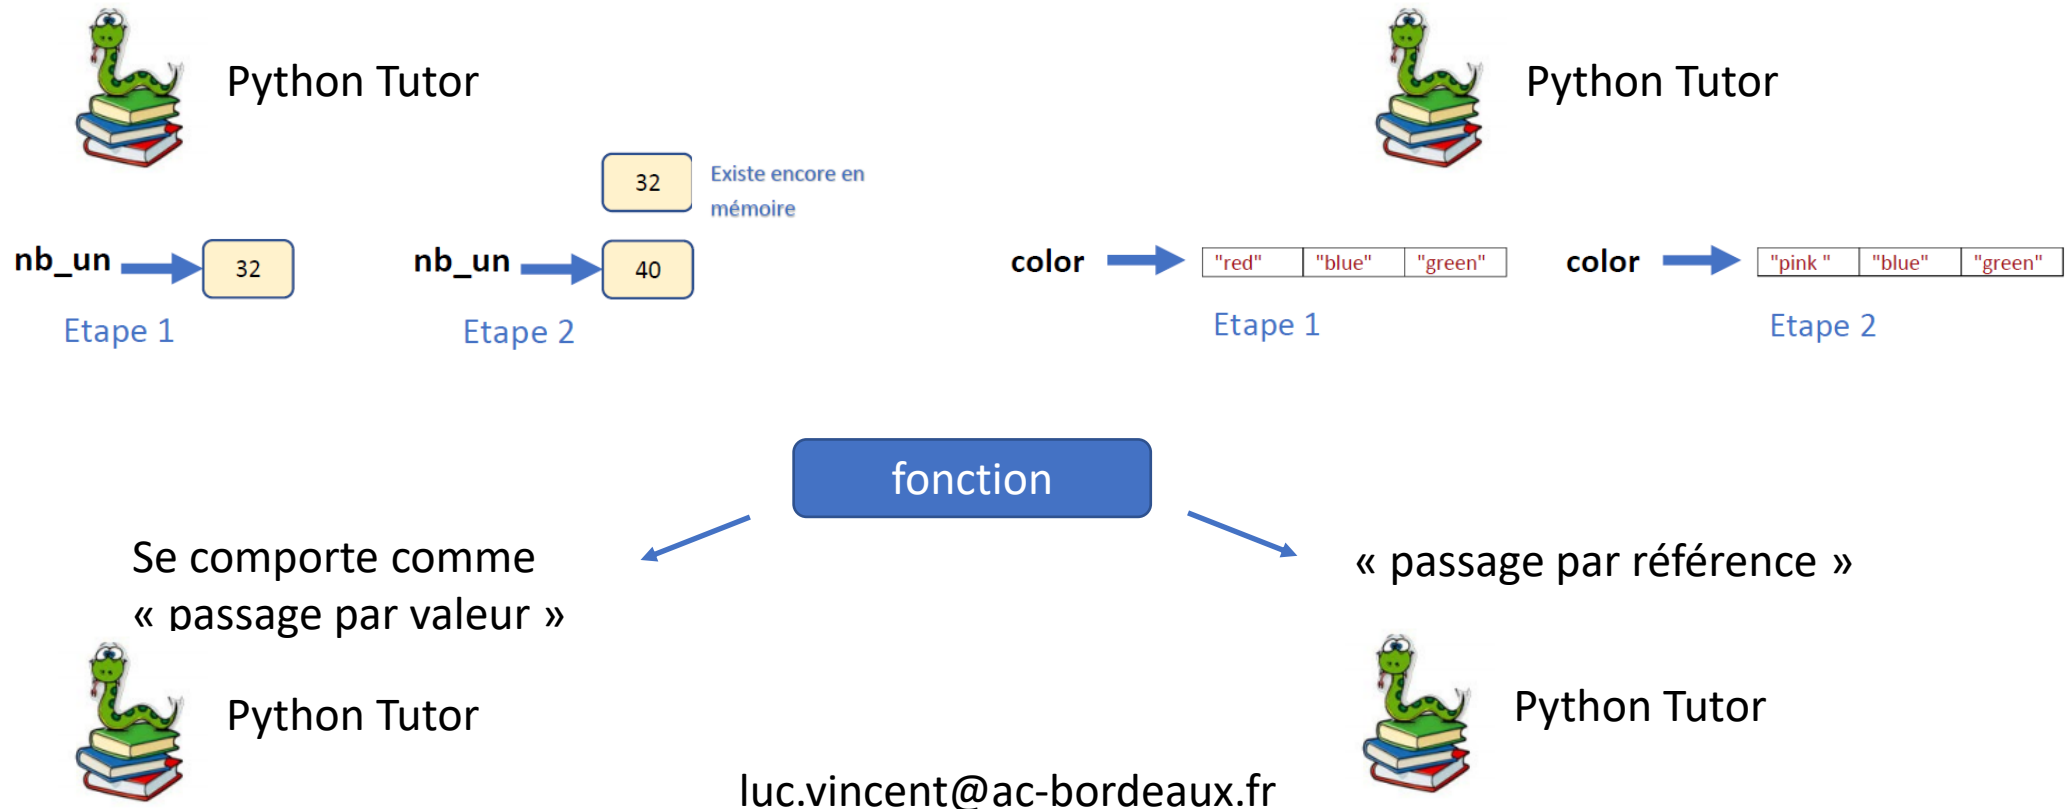 Python Tutor
Python Tutor
32
Existe encore en
mémoire
nb_un
32
nb_un
40
color
"red" "blue" "green"
color
"pink " "blue" "green"
Etape 1
Etape 2
Etape 1
Etape 2
fonction
Se comporte comme
« passage par valeur »
« passage par référence »
Python Tutor
Python Tutor
luc.vincent@ac-bordeaux.fr